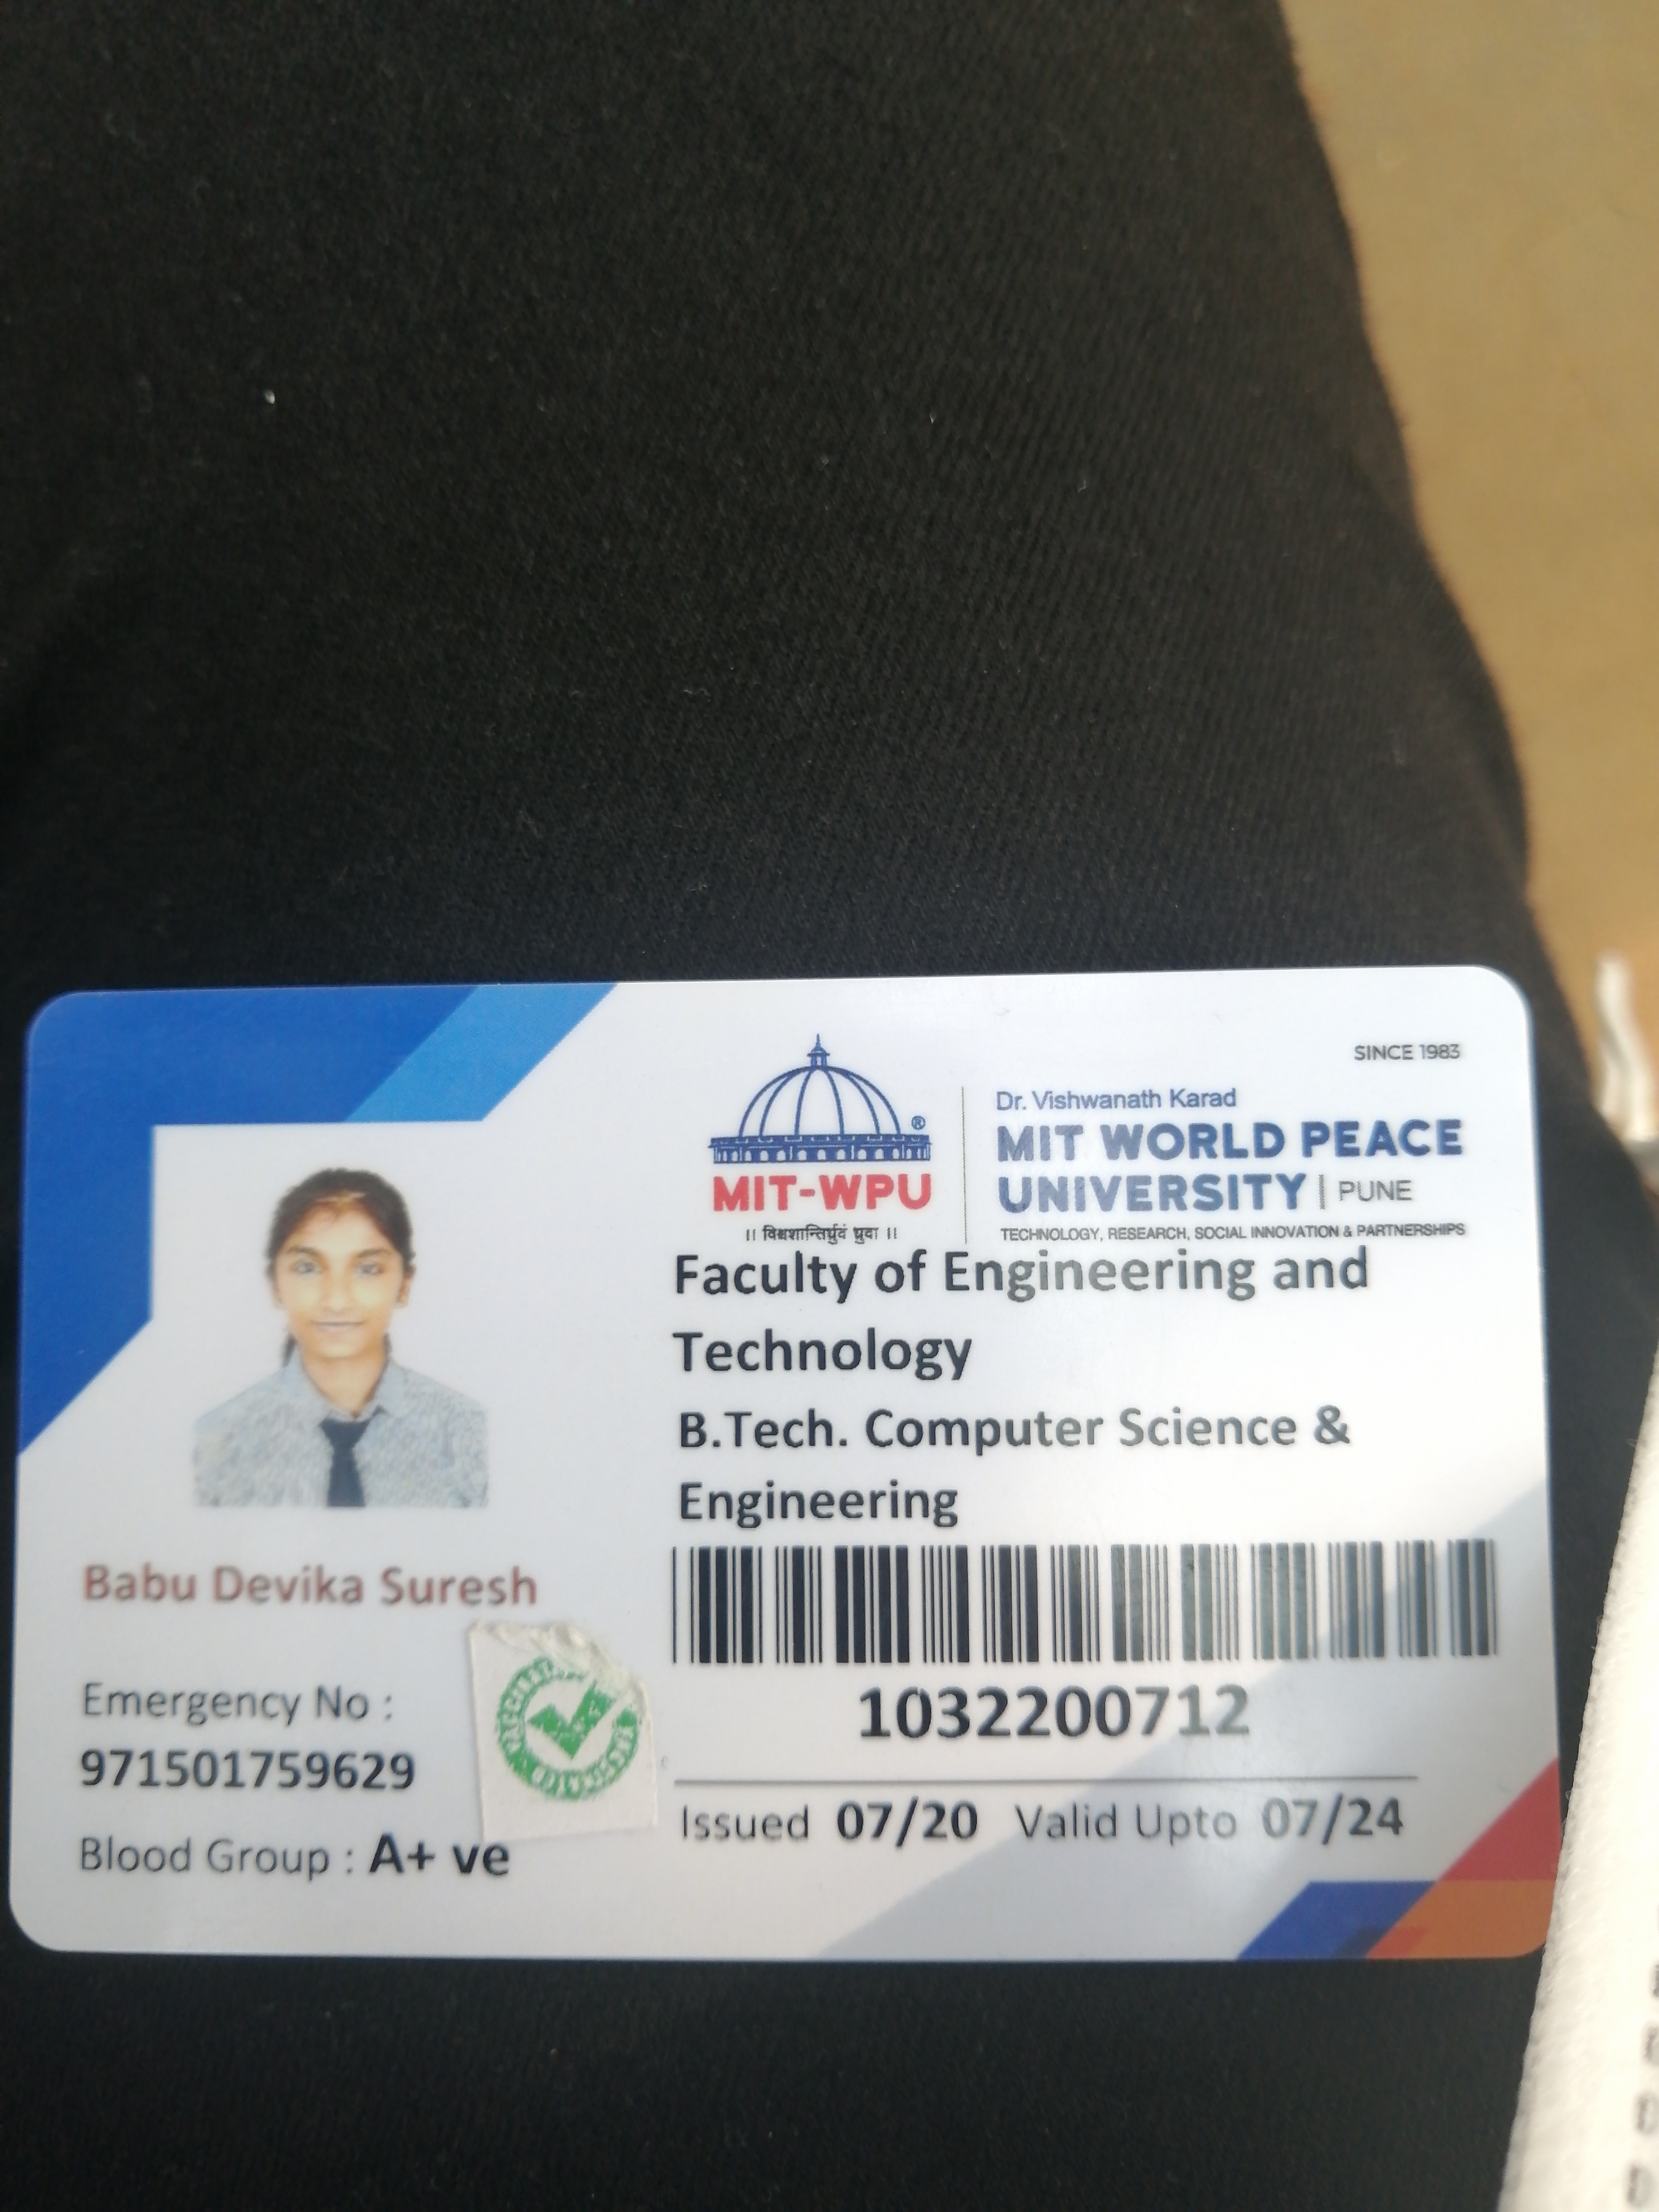 SINCE 1983
Dr. Vishwanath Karad
MIT WORLD PEACE
UNIVERSITY | PUNE
TECHNOLOGY, RESEARCH, SOCIAL INNOVATION & PARTNERSHIPS
®
MIT-WPU
॥ विश्वशान्तिर्ध्रुवं ध्रुवा ॥
Faculty of Engineering and
Technology
B.Tech. Computer Science &
Engineering
1032200712
Issued 07/20 Valid Upto 07/24
Babu Devika Suresh
Emergency No :
971501759629
Blood Group : A+ ve